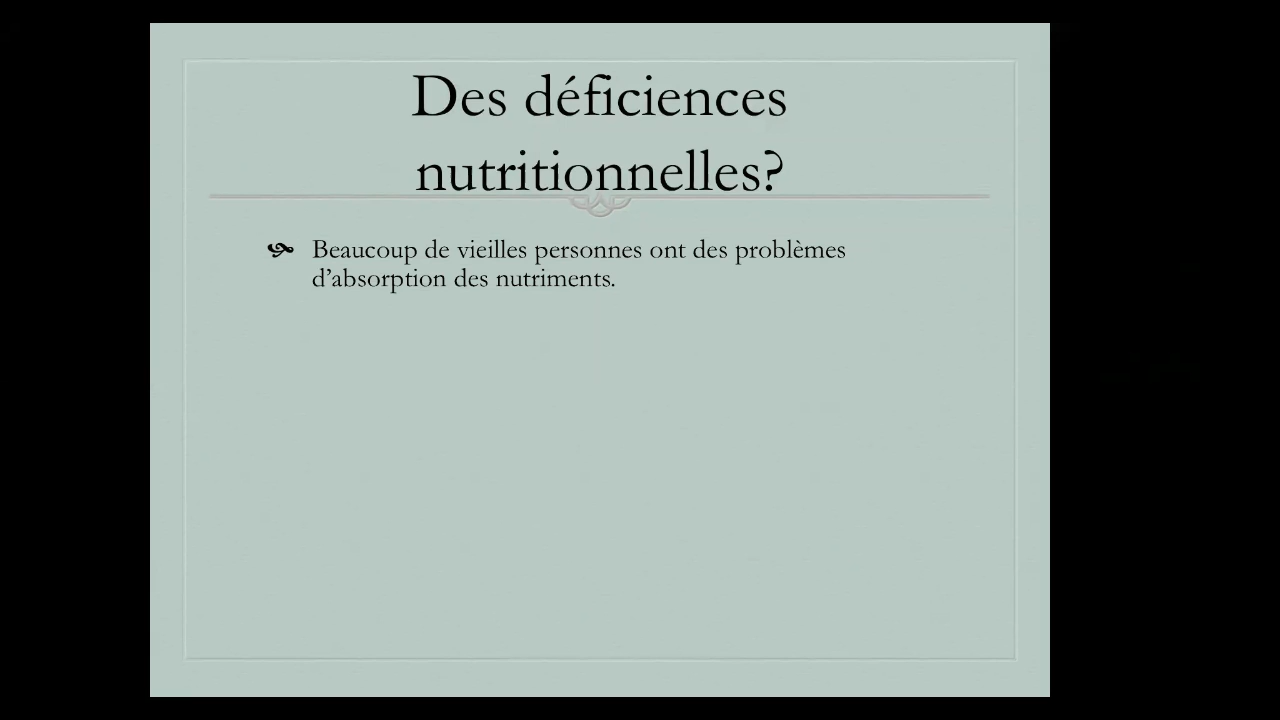 Des déficiences
nutritionnelles?
Beaucoup de vieilles personnes ont des problèmes
d’absorption des nutriments.